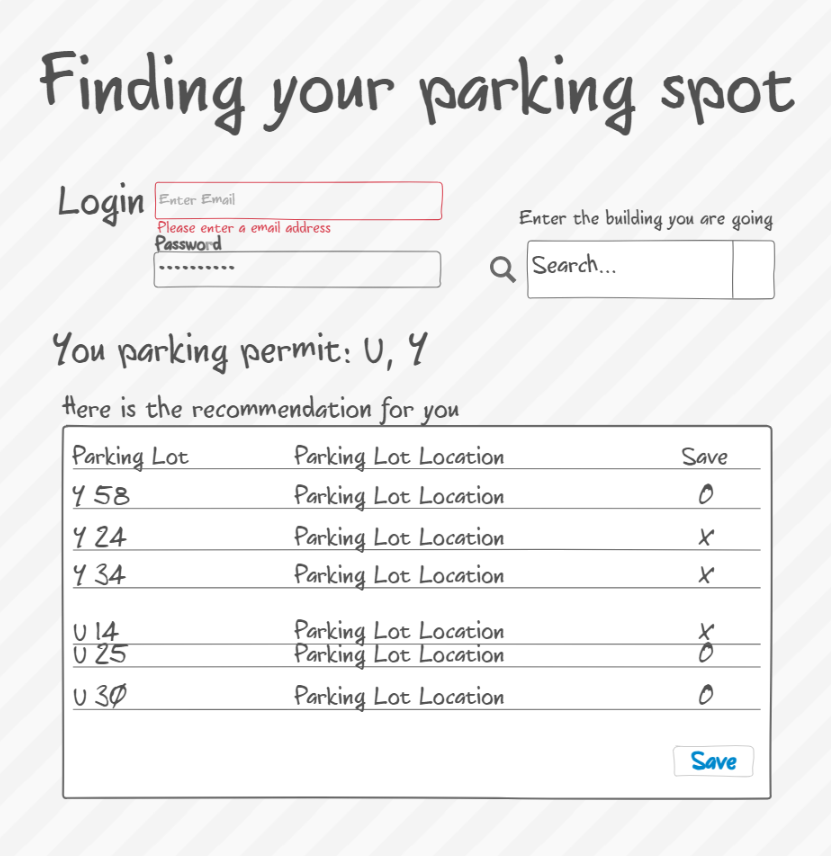 Finding your parking spot
Login
Enter Email
Please enter a email address
Password
••••••••••
Enter the building you are going
Search...
You parking permit: U, Y
Here is the recommendation for you
Parking Lot Parking Lot Location Save
Y 58 Parking Lot Location O
Y 24 Parking Lot Location X
Y 34 Parking Lot Location X
U 14 Parking Lot Location X
U 25 Parking Lot Location O
U 30 Parking Lot Location O
Save